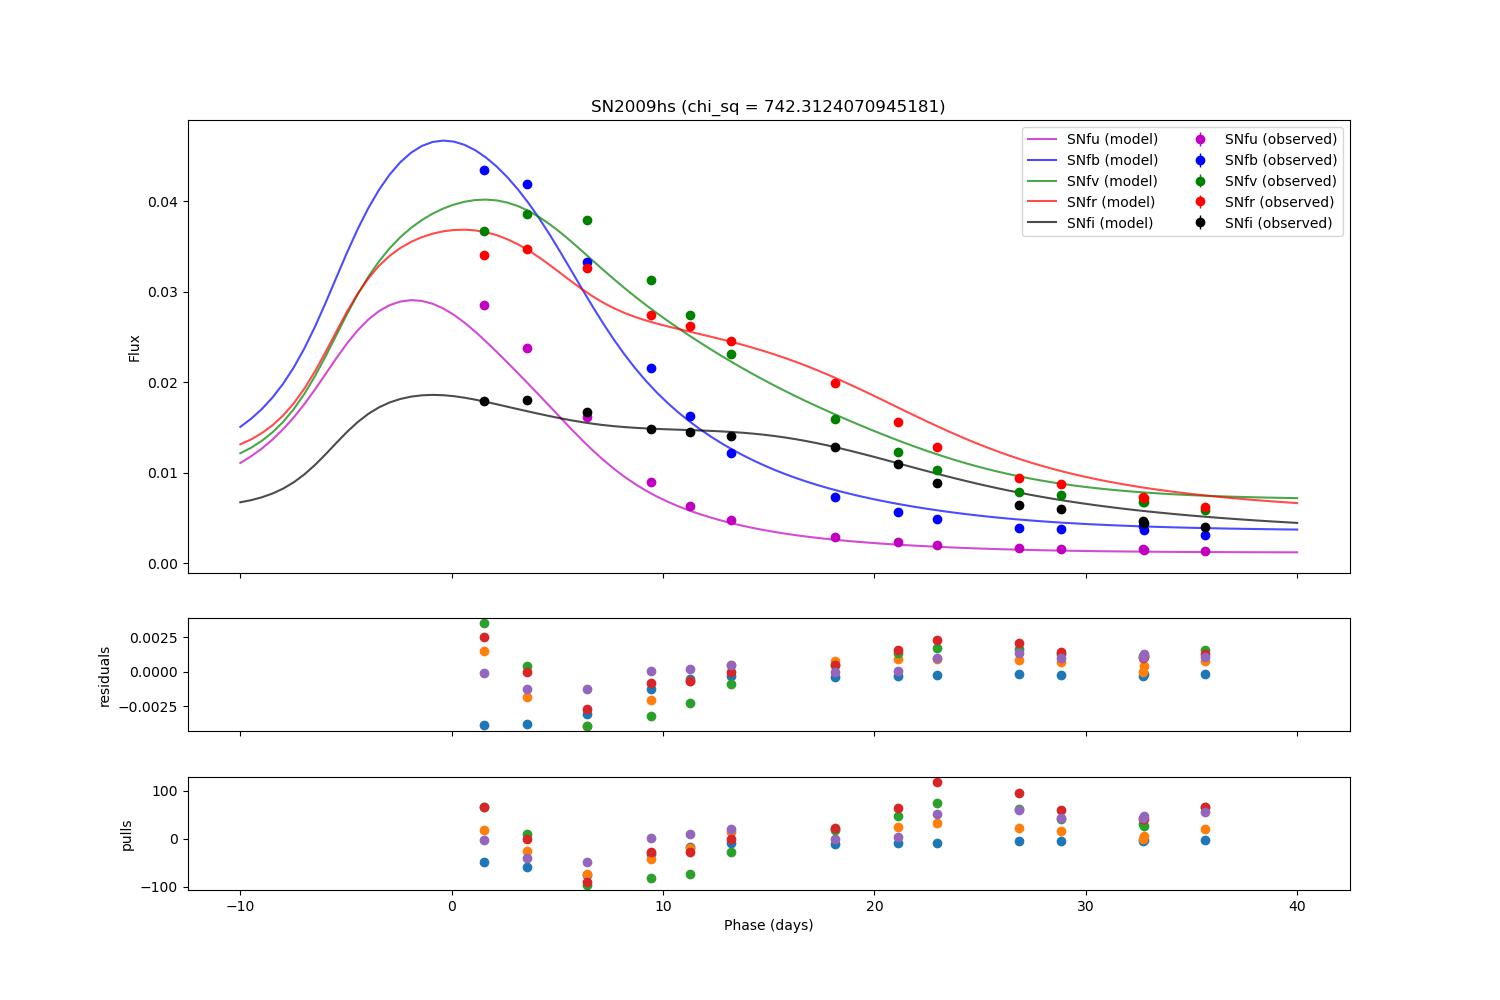 SN2009hs (chi_sq = 742.3124070945181)
SNfu (model)
SNfb (model)
SNfv (model)
SNfr (model)
SNfi (model)
SNfu (observed)
SNfb (observed)
SNfv (observed)
SNfr (observed)
SNfi (observed)
Flux
0.04
0.03
0.02
0.01
0.00
residuals
0.0025
0.0000
−0.0025
pulls
100
0
−100
−10
0
10
20
30
40
Phase (days)